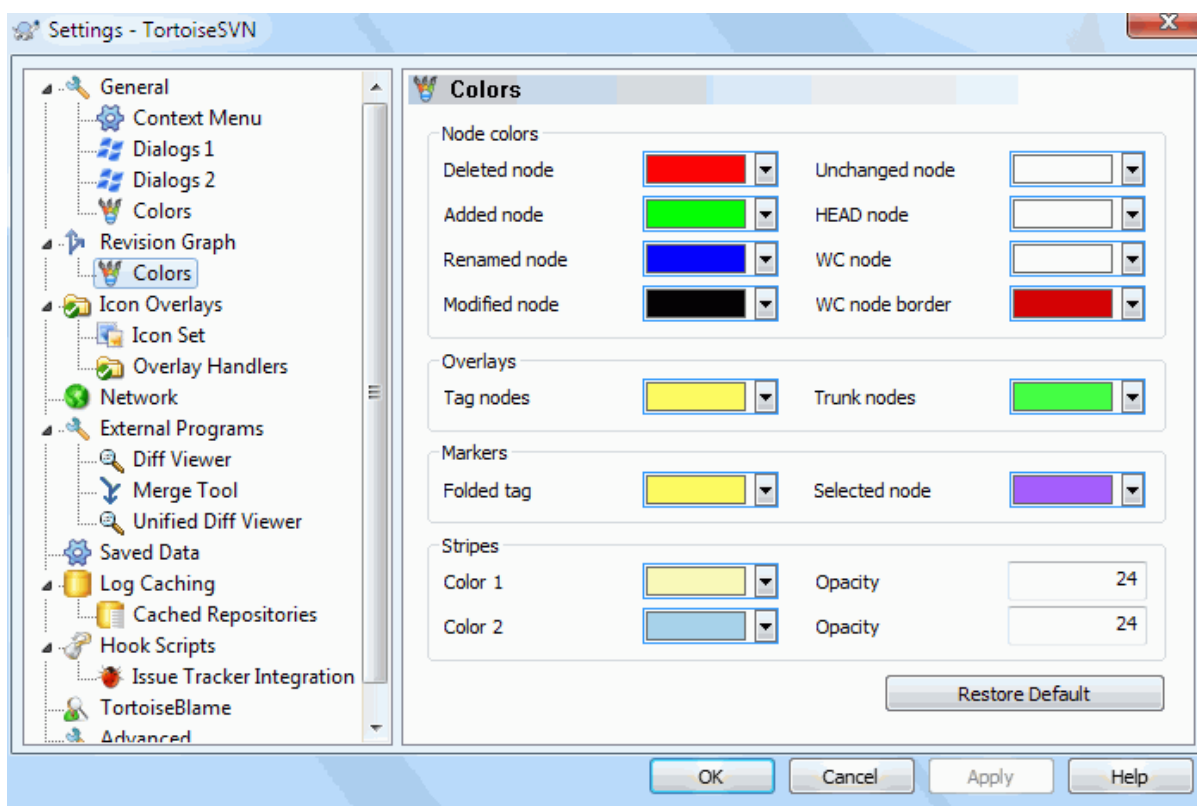 Settings - TortoiseSVN
General
Context Menu
Dialogs 1
Dialogs 2
Colors
Revision Graph
Colors
Icon Overlays
Icon Set
Overlay Handlers
Network
External Programs
Diff Viewer
Merge Tool
Unified Diff Viewer
Saved Data
Log Caching
Cached Repositories
Hook Scripts
Issue Tracker Integration
TortoiseBlame
Advanced
Colors
Node colors
Deleted node
Unchanged node
Added node
HEAD node
Renamed node
WC node
Modified node
WC node border
Overlays
Tag nodes
Trunk nodes
Markers
Folded tag
Selected node
Stripes
Color 1
Opacity
24
Color 2
Opacity
24
Restore Default
OK
Cancel
Apply
Help